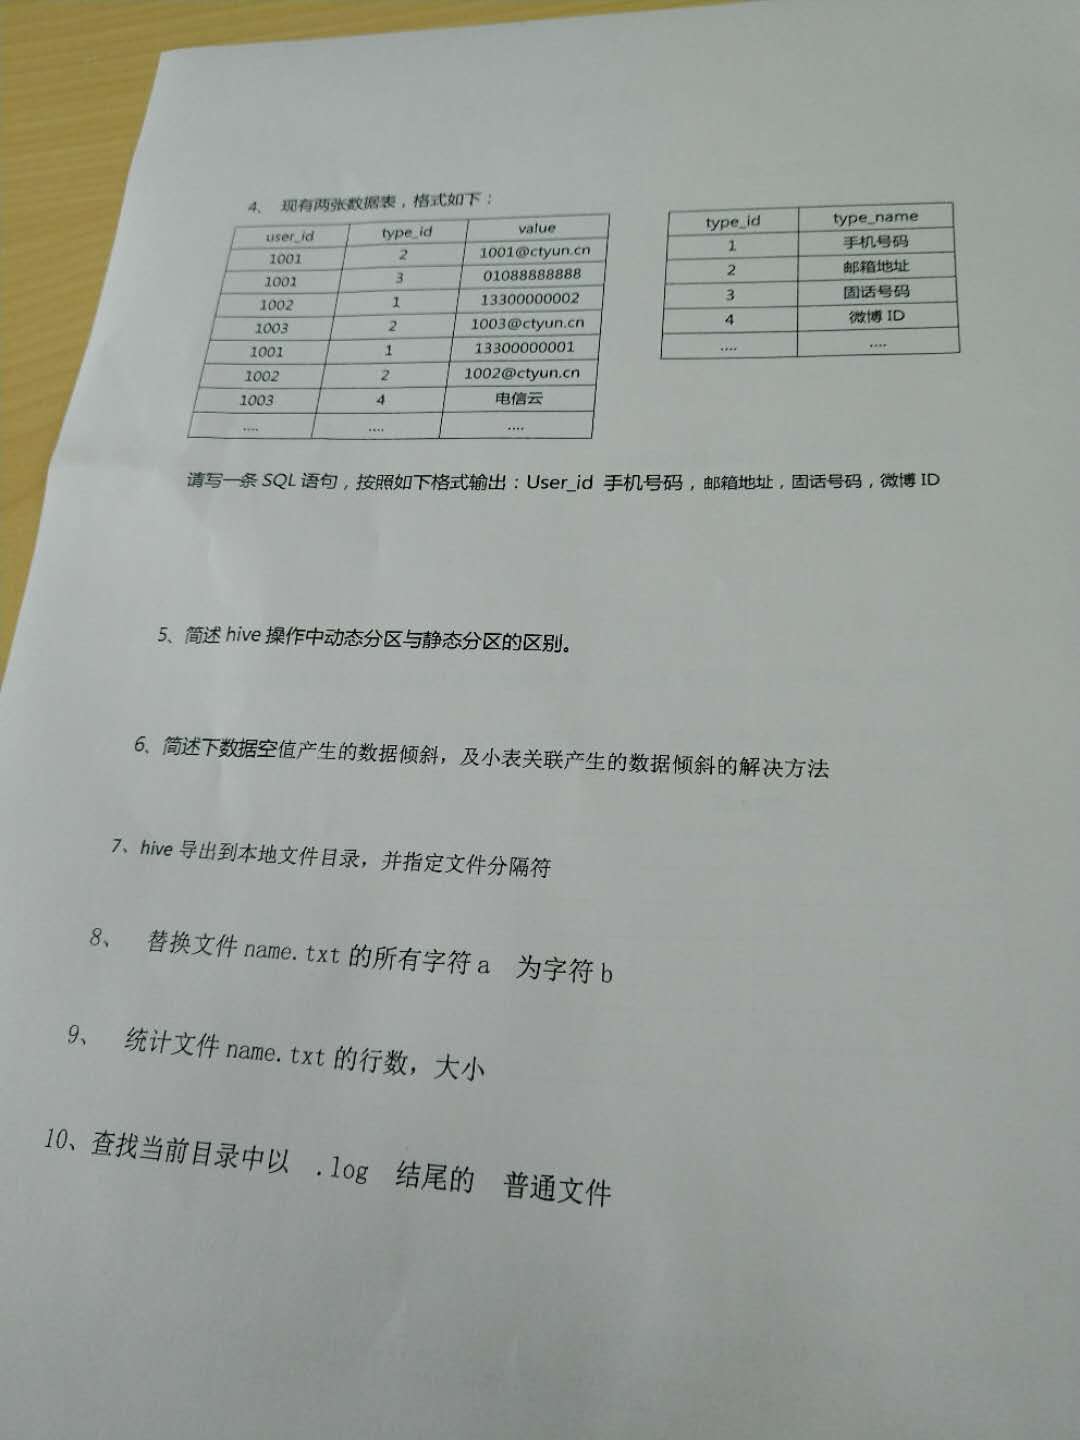 4、 现有两张数据表，格式如下：
user_id type_id value
1001 2 1001@ctyun.cn
1001 3 01088888888
1002 1 13300000002
1003 2 1003@ctyun.cn
1001 1 13300000001
1002 2 1002@ctyun.cn
1003 4 电信云
.... .... ....
type_id type_name
1 手机号码
2 邮箱地址
3 固话号码
4 微博 ID
.... ....
请写一条 SQL 语句，按照如下格式输出：User_id 手机号码，邮箱地址，固话号码，微博 ID
5、简述 hive 操作中动态分区与静态分区的区别。
6、简述下数据空值产生的数据倾斜，及小表关联产生的数据倾斜的解决方法
7、hive 导出到本地文件目录，并指定文件分隔符
8、 替换文件 name.txt 的所有字符 a 为字符 b
9、 统计文件 name.txt 的行数，大小
10、查找当前目录中以 .log 结尾的 普通文件